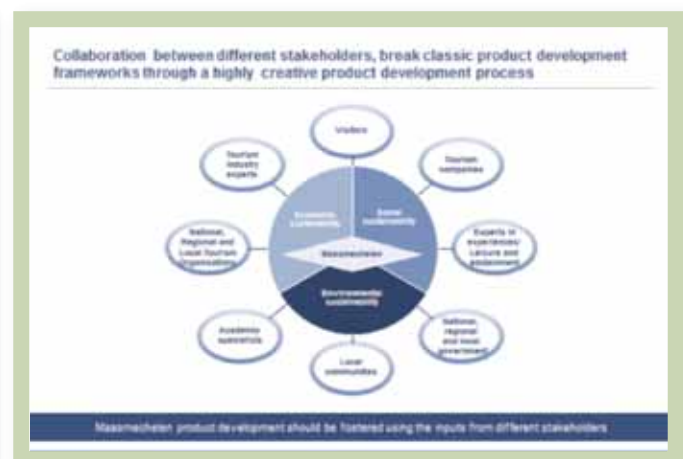 Collaboration between different stakeholders, break classic product development
frameworks through a highly creative product development process
Visitors
Tourism
industry
experts
Tourism
companies
Economic
sustainability
Social
sustainability
National,
Regional and
Local Tourism
Organisations
Maasmechelen
Experts in
experiences/
Leisure and
Environmental
sustainability
Academic
specialists
National,
regional
and local
government
Local
communities
Maasmechelen product development should be fostered using the inputs from different stakeholders